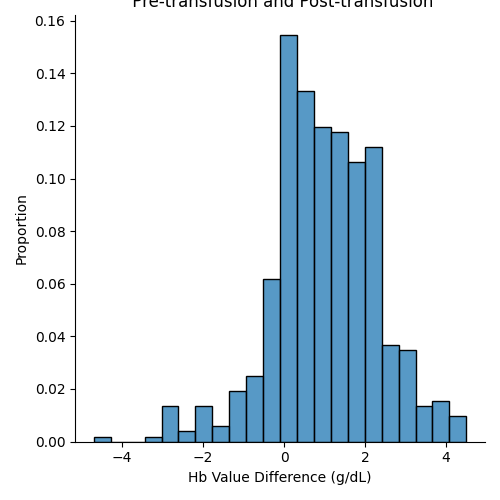 Pre-transfusion and Post-transfusion
0.16
0.14
0.12
0.10
0.08
0.06
0.04
0.02
0.00
Proportion
−4 −2 0 2 4
Hb Value Difference (g/dL)